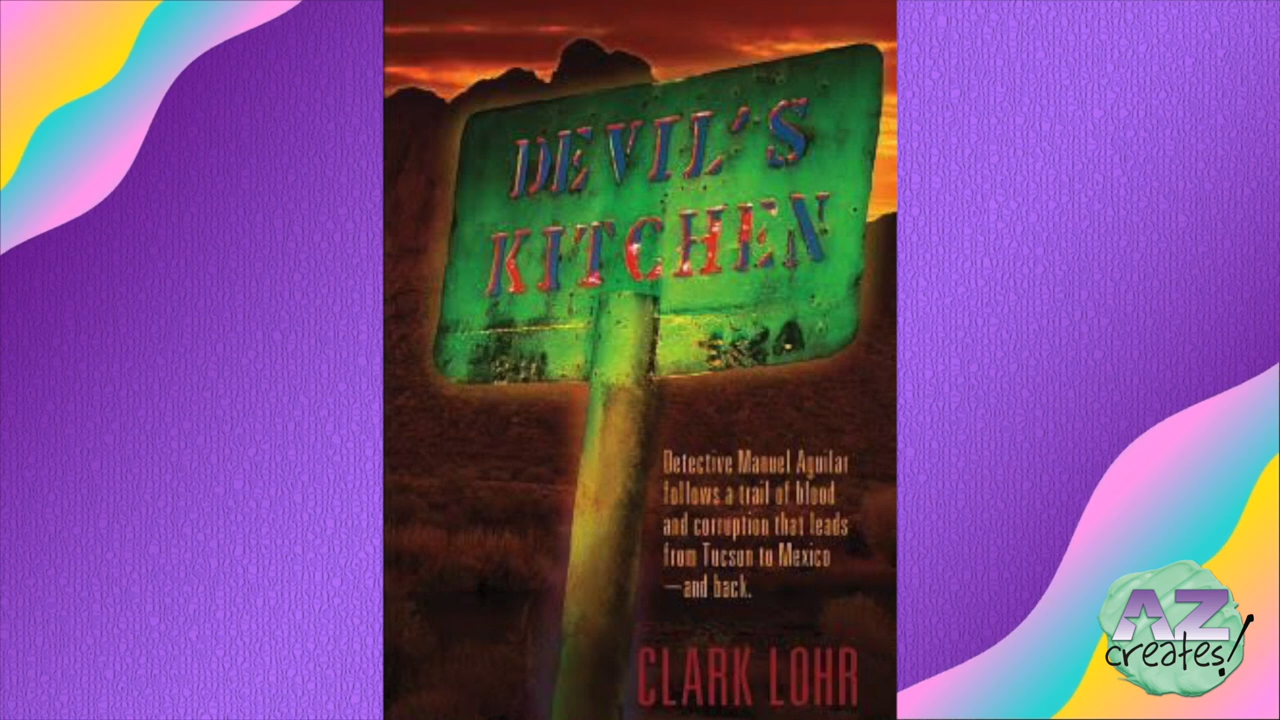 DEVIL'S
KITCHEN
Detective Manuel Aguilar
follows a trail of blood
and corruption that leads
from Tucson to Mexico
—and back.
CLARK LOHR
AZ
creates!